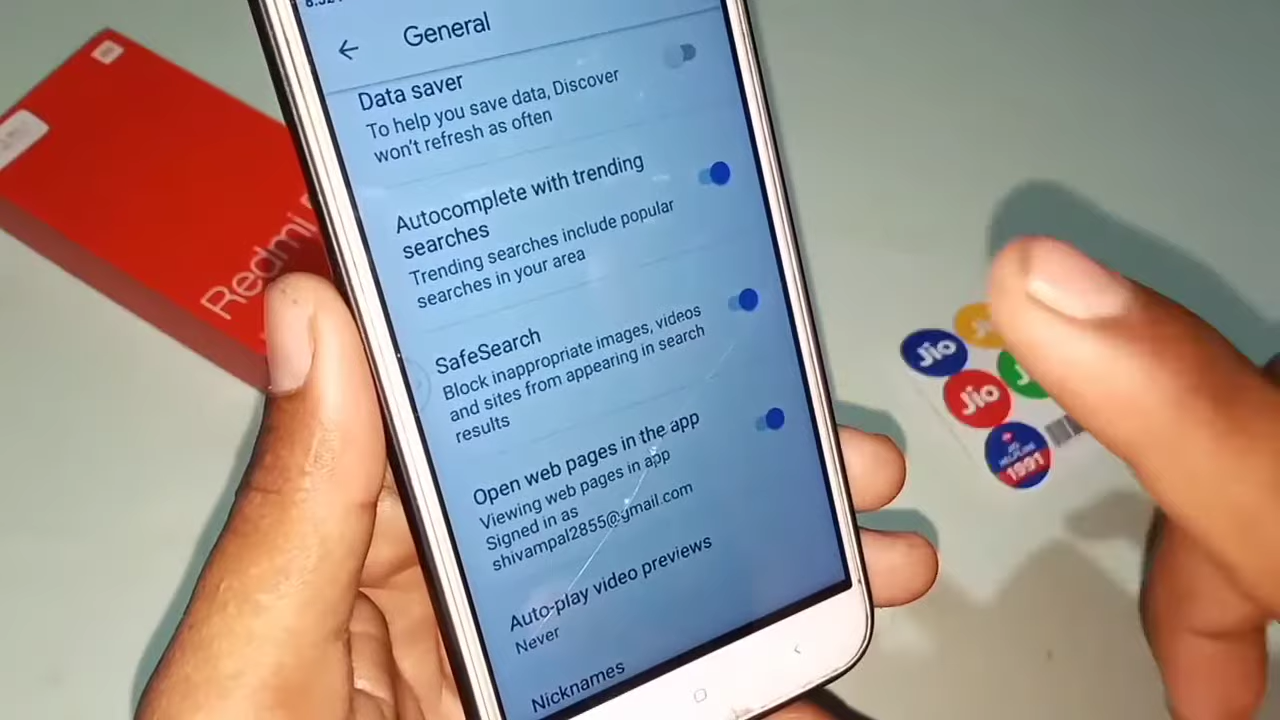 General
Data saver
To help you save data, Discover
won't refresh as often
Autocomplete with trending
searches
Trending searches include popular
searches in your area
SafeSearch
Block inappropriate images, videos
and sites from appearing in search
results
Open web pages in the app
Viewing web pages in app
Signed in as
shivampal2855@gmail.com
Auto-play video previews
Never
Nicknames
Redmi
Jio
Jio
JIO
HELPLINE
1991